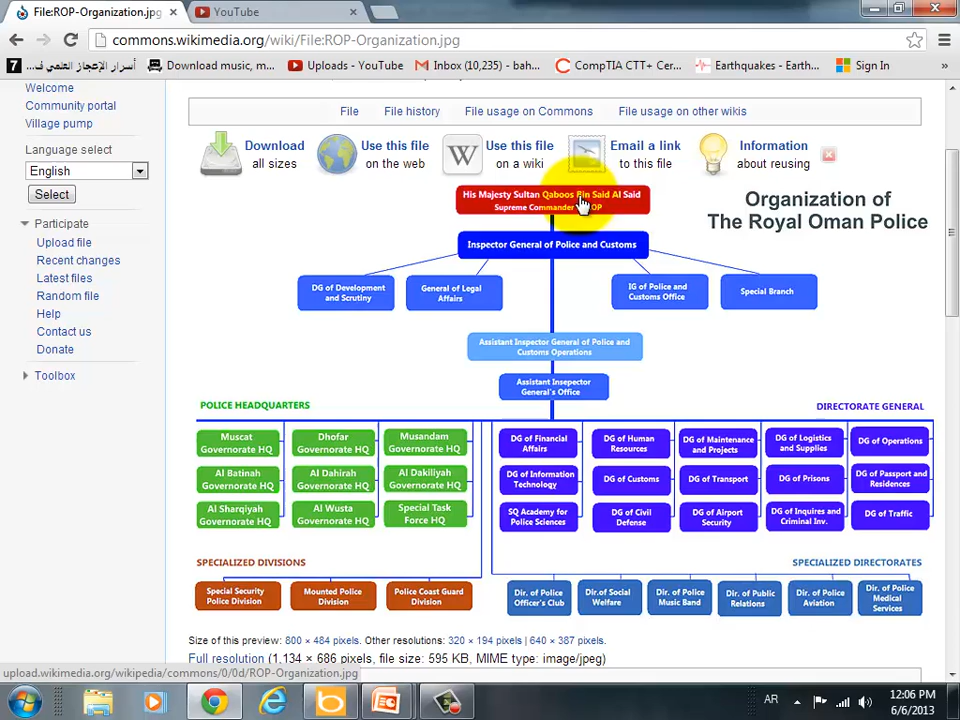 File:ROP-Organization.jpg
YouTube
commons.wikimedia.org/wiki/File:ROP-Organization.jpg
7
أسرار الإعجاز العلمي ف...
Download music, m...
Uploads - YouTube
Inbox (10,235) - bah...
CompTIA CTT+ Cer...
Earthquakes - Earth...
Sign In
»
Welcome
Community portal
Village pump
Language select
English
Select
Participate
Upload file
Recent changes
Latest files
Random file
Help
Contact us
Donate
Toolbox
File
File history
File usage on Commons
File usage on other wikis
Download
all sizes
Use this file
on the web
W
Use this file
on a wiki
Email a link
to this file
Information
about reusing
His Majesty Sultan Qaboos Bin Said Al Said
Supreme Commander
Organization of
The Royal Oman Police
Inspector General of Police and Customs
DG of Development
and Scrutiny
General of Legal
Affairs
IG of Police and
Customs Office
Special Branch
Assistant Inspector General of Police and
Customs Operations
Assistant Insepector
General's Office
POLICE HEADQUARTERS
DIRECTORATE GENERAL
Muscat
Governorate HQ
Dhofar
Governorate HQ
Musandam
Governorate HQ
Al Batinah
Governorate HQ
Al Dahirah
Governorate HQ
Al Dakiliyah
Governorate HQ
Al Sharqiyah
Governorate HQ
Al Wusta
Governorate HQ
Special Task
Force HQ
DG of Financial
Affairs
DG of Human
Resources
DG of Maintenance
and Projects
DG of Logistics
and Supplies
DG of Operations
DG of Information
Technology
DG of Customs
DG of Transport
DG of Prisons
DG of Passport and
Residences
SQ Academy for
Police Sciences
DG of Civil
Defense
DG of Airport
Security
DG of Inquires and
Criminal Inv.
DG of Traffic
SPECIALIZED DIVISIONS
SPECIALIZED DIRECTORATES
Special Security
Police Division
Mounted Police
Division
Police Coast Guard
Division
Dir. of Police
Officer's Club
Dir.of Social
Welfare
Dir. of Police
Music Band
Dir. of Public
Relations
Dir. of Police
Aviation
Dir. of Police
Medical
Services
Size of this preview: 800 × 484 pixels. Other resolutions: 320 × 194 pixels | 640 × 387 pixels.
Full resolution (1,134 × 686 pixels, file size: 595 KB, MIME type: image/jpeg)
upload.wikimedia.org/wikipedia/commons/0/0d/ROP-Organization.jpg
AR
12:06 PM
6/6/2013